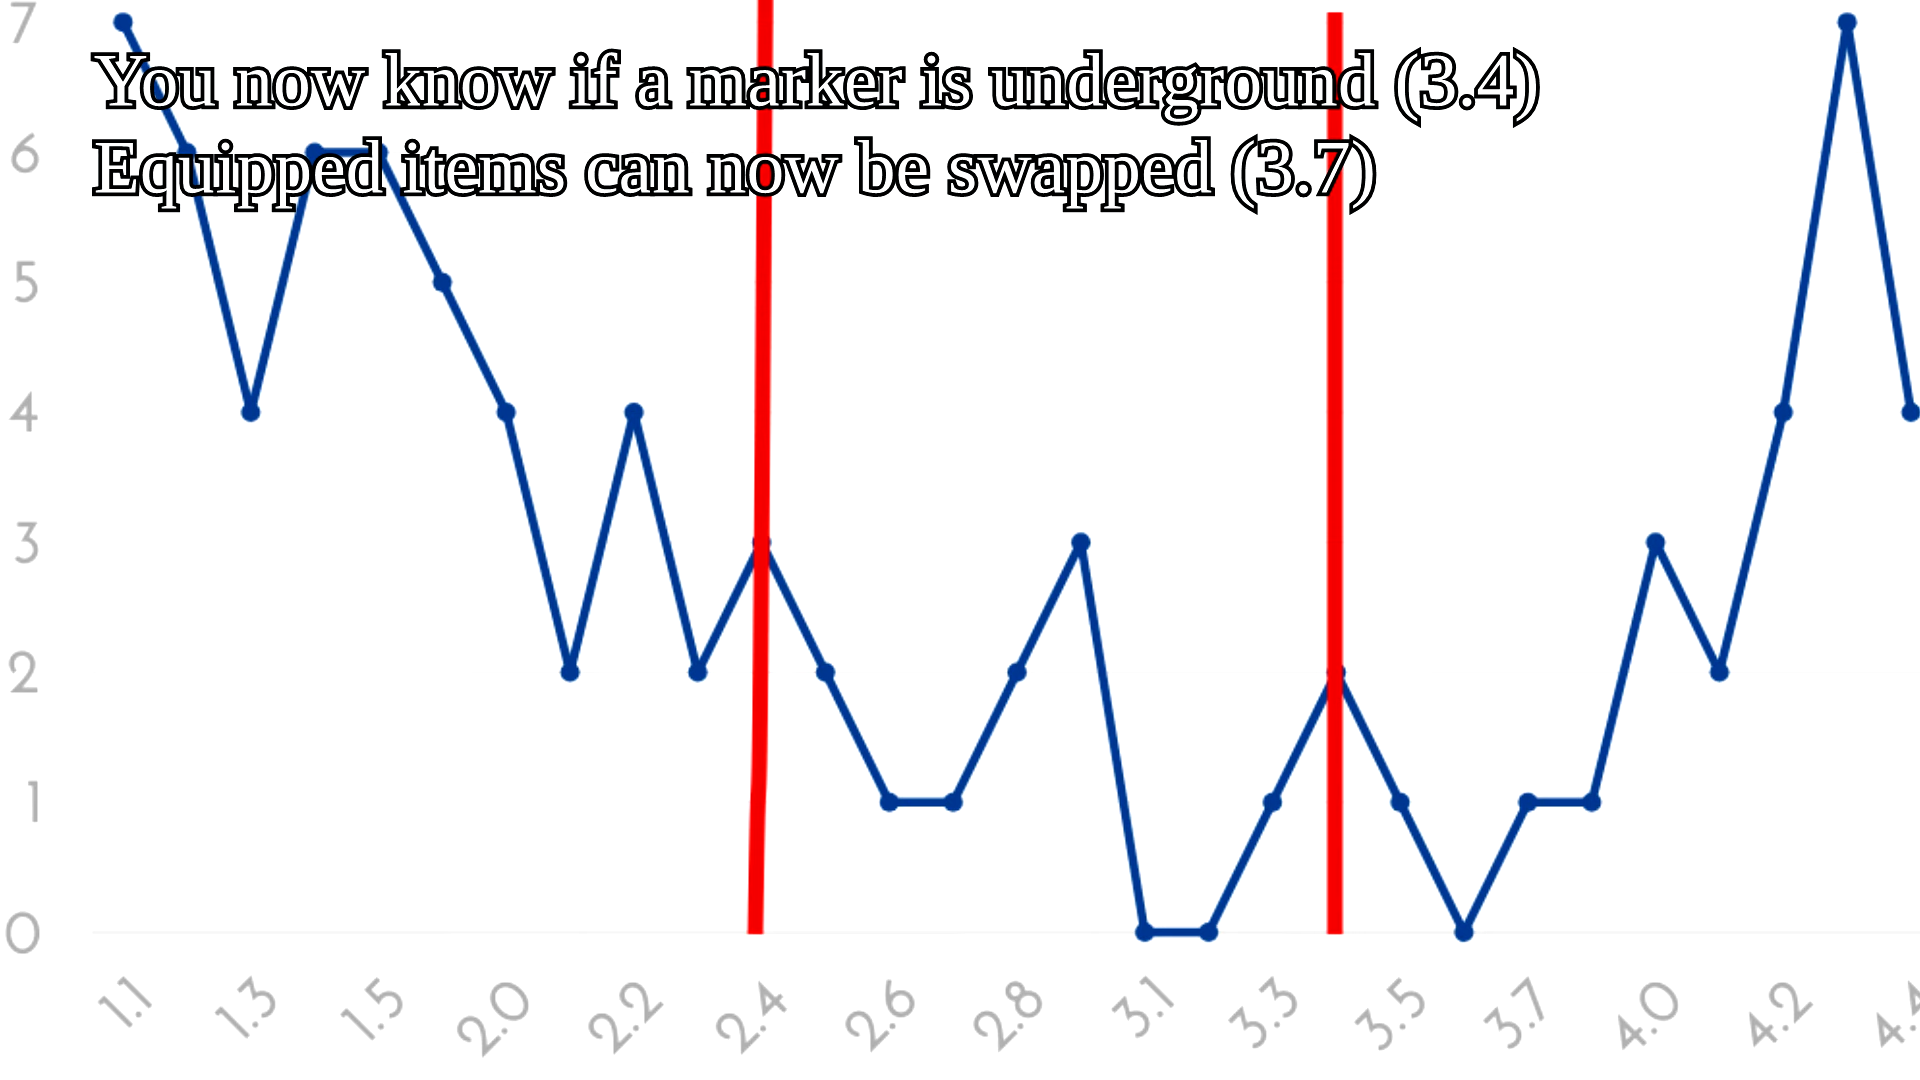 7
You now know if a marker is underground (3.4)
6
Equipped items can now be swapped (3.7)
5
4
3
2
1
0
1.1 1.3 1.5 2.0 2.2 2.4 2.6 2.8 3.1 3.3 3.5 3.7 4.0 4.2 4.4